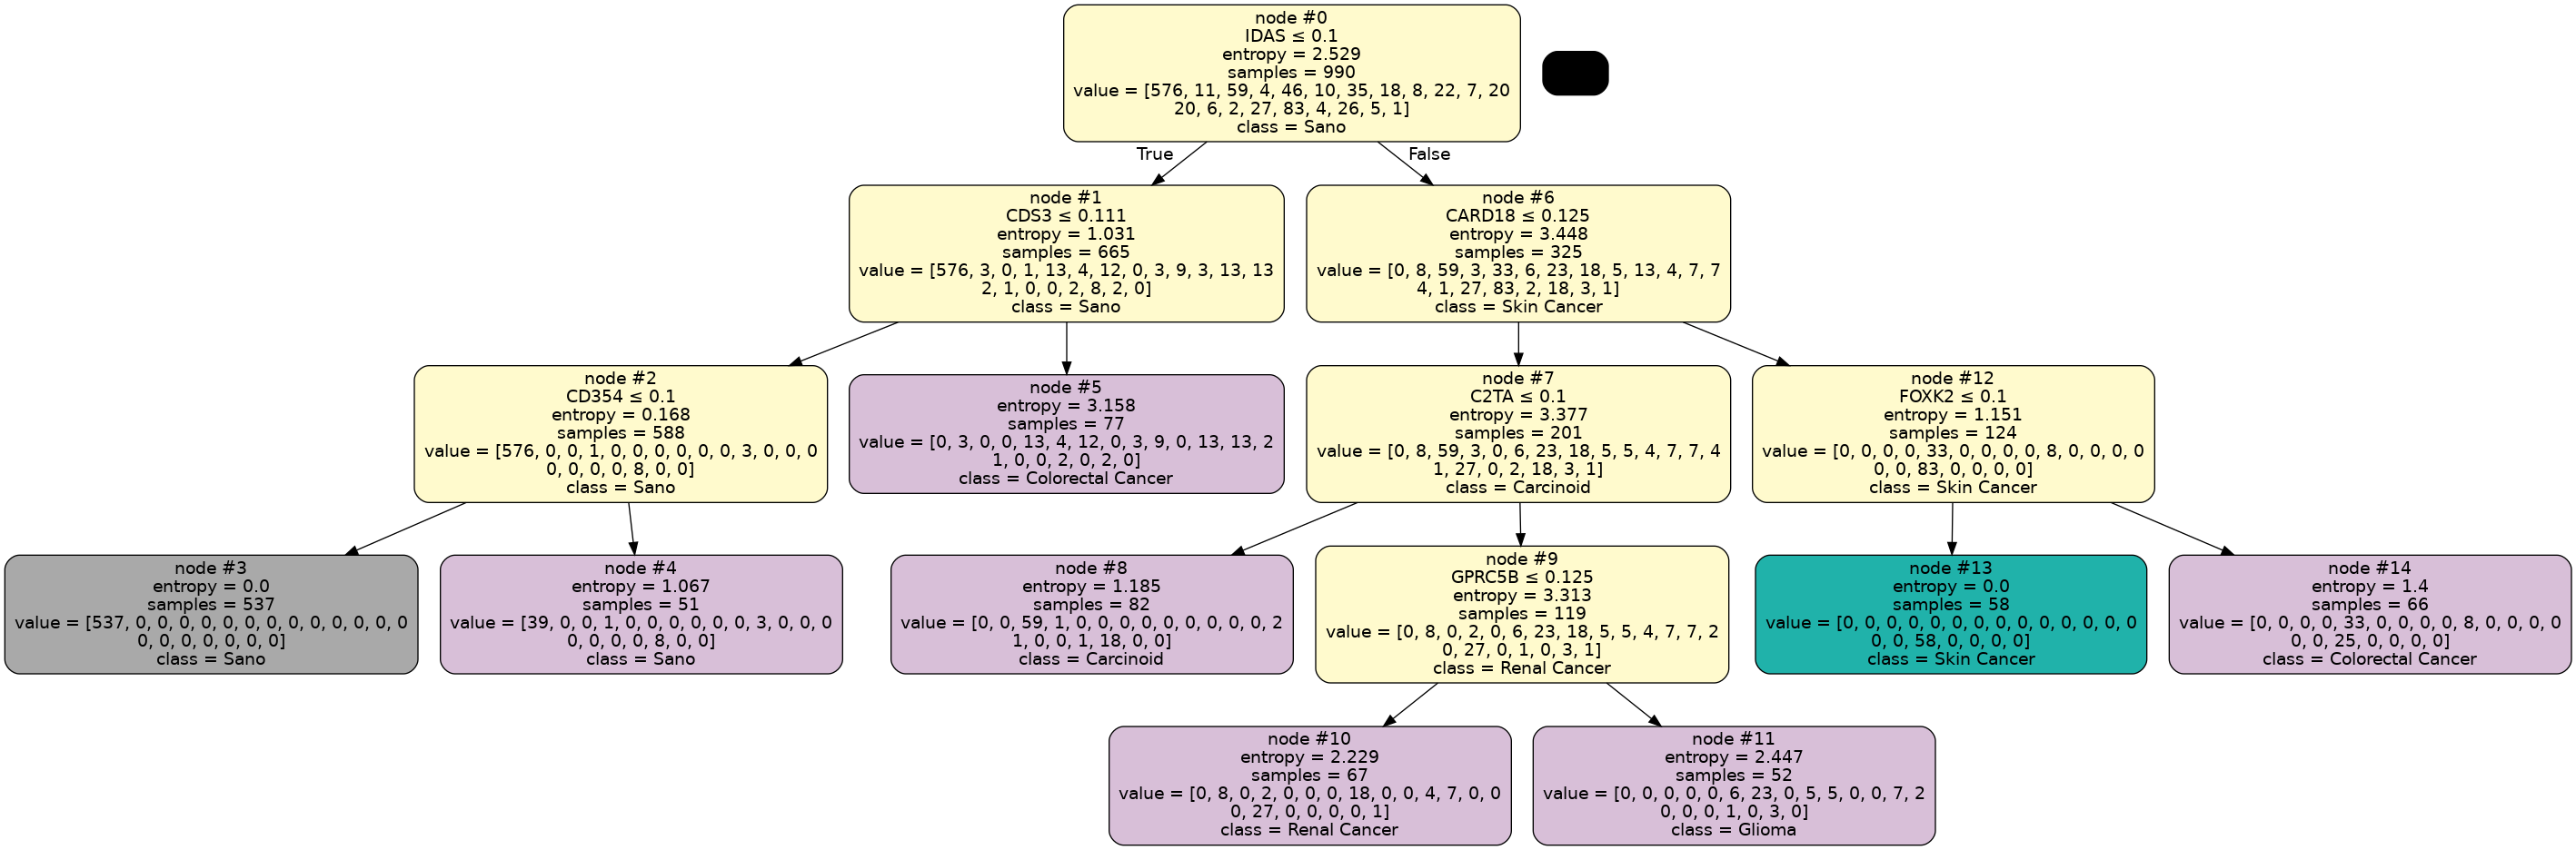 node #0
IDAS ≤ 0.1
entropy = 2.529
samples = 990
value = [576, 11, 59, 4, 46, 10, 35, 18, 8, 22, 7, 20
20, 6, 2, 27, 83, 4, 26, 5, 1]
class = Sano
True
False
node #1
CDS3 ≤ 0.111
entropy = 1.031
samples = 665
value = [576, 3, 0, 1, 13, 4, 12, 0, 3, 9, 3, 13, 13
2, 1, 0, 0, 2, 8, 2, 0]
class = Sano
node #6
CARD18 ≤ 0.125
entropy = 3.448
samples = 325
value = [0, 8, 59, 3, 33, 6, 23, 18, 5, 13, 4, 7, 7
4, 1, 27, 83, 2, 18, 3, 1]
class = Skin Cancer
node #2
CD354 ≤ 0.1
entropy = 0.168
samples = 588
value = [576, 0, 0, 1, 0, 0, 0, 0, 0, 0, 3, 0, 0, 0
0, 0, 0, 0, 8, 0, 0]
class = Sano
node #5
entropy = 3.158
samples = 77
value = [0, 3, 0, 0, 13, 4, 12, 0, 3, 9, 0, 13, 13, 2
1, 0, 0, 2, 0, 2, 0]
class = Colorectal Cancer
node #7
C2TA ≤ 0.1
entropy = 3.377
samples = 201
value = [0, 8, 59, 3, 0, 6, 23, 18, 5, 5, 4, 7, 7, 4
1, 27, 0, 2, 18, 3, 1]
class = Carcinoid
node #12
FOXK2 ≤ 0.1
entropy = 1.151
samples = 124
value = [0, 0, 0, 0, 33, 0, 0, 0, 0, 8, 0, 0, 0, 0
0, 0, 83, 0, 0, 0, 0]
class = Skin Cancer
node #3
entropy = 0.0
samples = 537
value = [537, 0, 0, 0, 0, 0, 0, 0, 0, 0, 0, 0, 0, 0
0, 0, 0, 0, 0, 0, 0]
class = Sano
node #4
entropy = 1.067
samples = 51
value = [39, 0, 0, 1, 0, 0, 0, 0, 0, 0, 3, 0, 0, 0
0, 0, 0, 0, 8, 0, 0]
class = Sano
node #8
entropy = 1.185
samples = 82
value = [0, 0, 59, 1, 0, 0, 0, 0, 0, 0, 0, 0, 0, 2
1, 0, 0, 1, 18, 0, 0]
class = Carcinoid
node #9
GPRC5B ≤ 0.125
entropy = 3.313
samples = 119
value = [0, 8, 0, 2, 0, 6, 23, 18, 5, 5, 4, 7, 7, 2
0, 27, 0, 1, 0, 3, 1]
class = Renal Cancer
node #13
entropy = 0.0
samples = 58
value = [0, 0, 0, 0, 0, 0, 0, 0, 0, 0, 0, 0, 0, 0
0, 0, 58, 0, 0, 0, 0]
class = Skin Cancer
node #14
entropy = 1.4
samples = 66
value = [0, 0, 0, 0, 33, 0, 0, 0, 0, 8, 0, 0, 0, 0
0, 0, 25, 0, 0, 0, 0]
class = Colorectal Cancer
node #10
entropy = 2.229
samples = 67
value = [0, 8, 0, 2, 0, 0, 0, 18, 0, 0, 4, 7, 0, 0
0, 27, 0, 0, 0, 0, 1]
class = Renal Cancer
node #11
entropy = 2.447
samples = 52
value = [0, 0, 0, 0, 0, 6, 23, 0, 5, 5, 0, 0, 7, 2
0, 0, 0, 1, 0, 3, 0]
class = Glioma